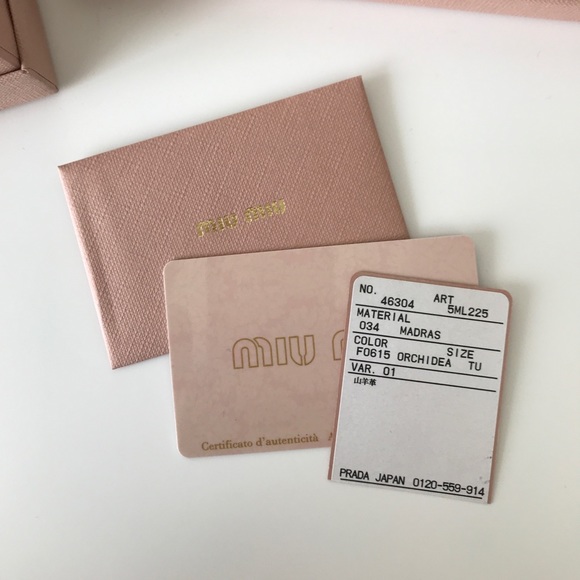 miu miu
miu
Certificato d'autenticità
NO. ART
46304 5ML225
MATERIAL
034 MADRAS
COLOR SIZE
F0615 ORCHIDEA TU
VAR. 01
山羊革
PRADA JAPAN 0120-559-914